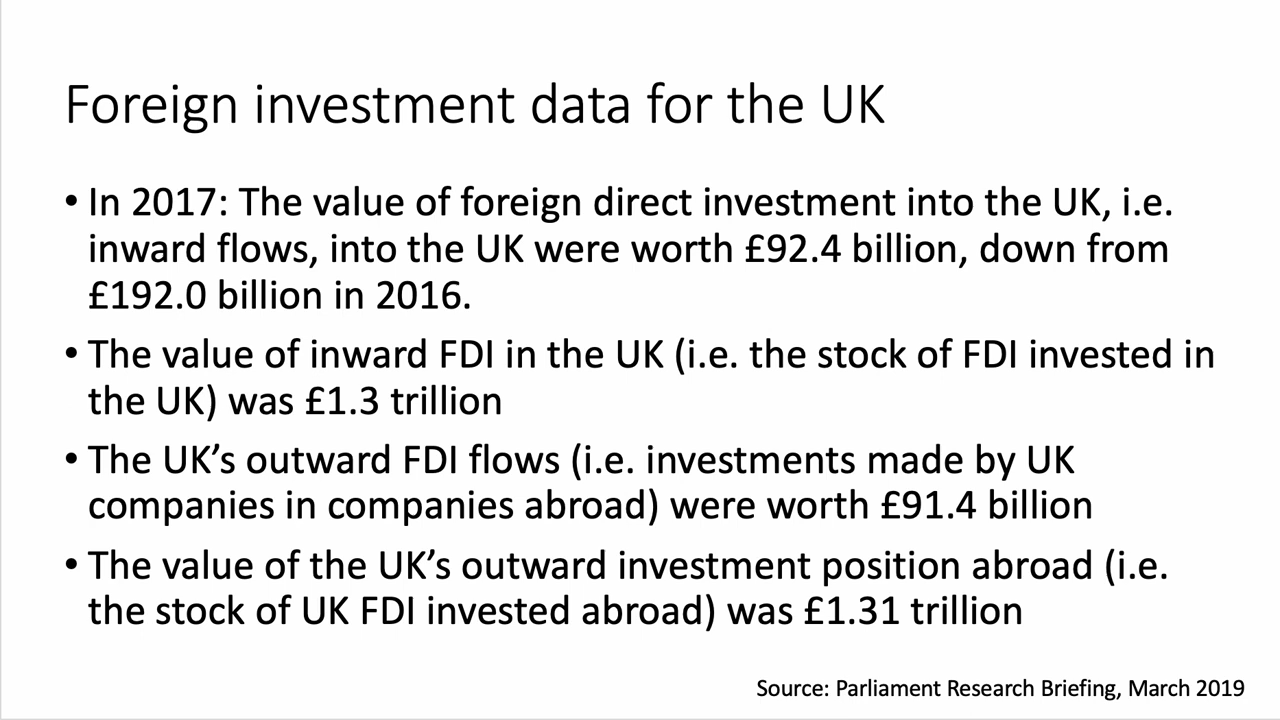 Foreign investment data for the UK
• In 2017: The value of foreign direct investment into the UK, i.e.
inward flows, into the UK were worth £92.4 billion, down from
£192.0 billion in 2016.
• The value of inward FDI in the UK (i.e. the stock of FDI invested in
the UK) was £1.3 trillion
• The UK’s outward FDI flows (i.e. investments made by UK
companies in companies abroad) were worth £91.4 billion
• The value of the UK’s outward investment position abroad (i.e.
the stock of UK FDI invested abroad) was £1.31 trillion
Source: Parliament Research Briefing, March 2019